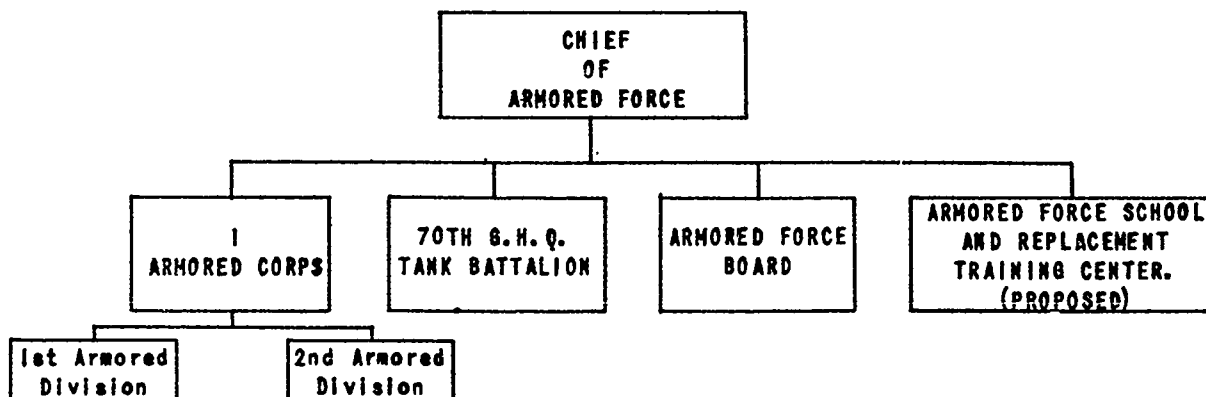 CHIEF
OF
ARMORED FORCE
I
ARMORED CORPS
70TH G.H.Q.
TANK BATTALION
ARMORED FORCE
BOARD
ARMORED FORCE SCHOOL
AND REPLACEMENT
TRAINING CENTER.
(PROPOSED)
1st Armored
Division
2nd Armored
Division